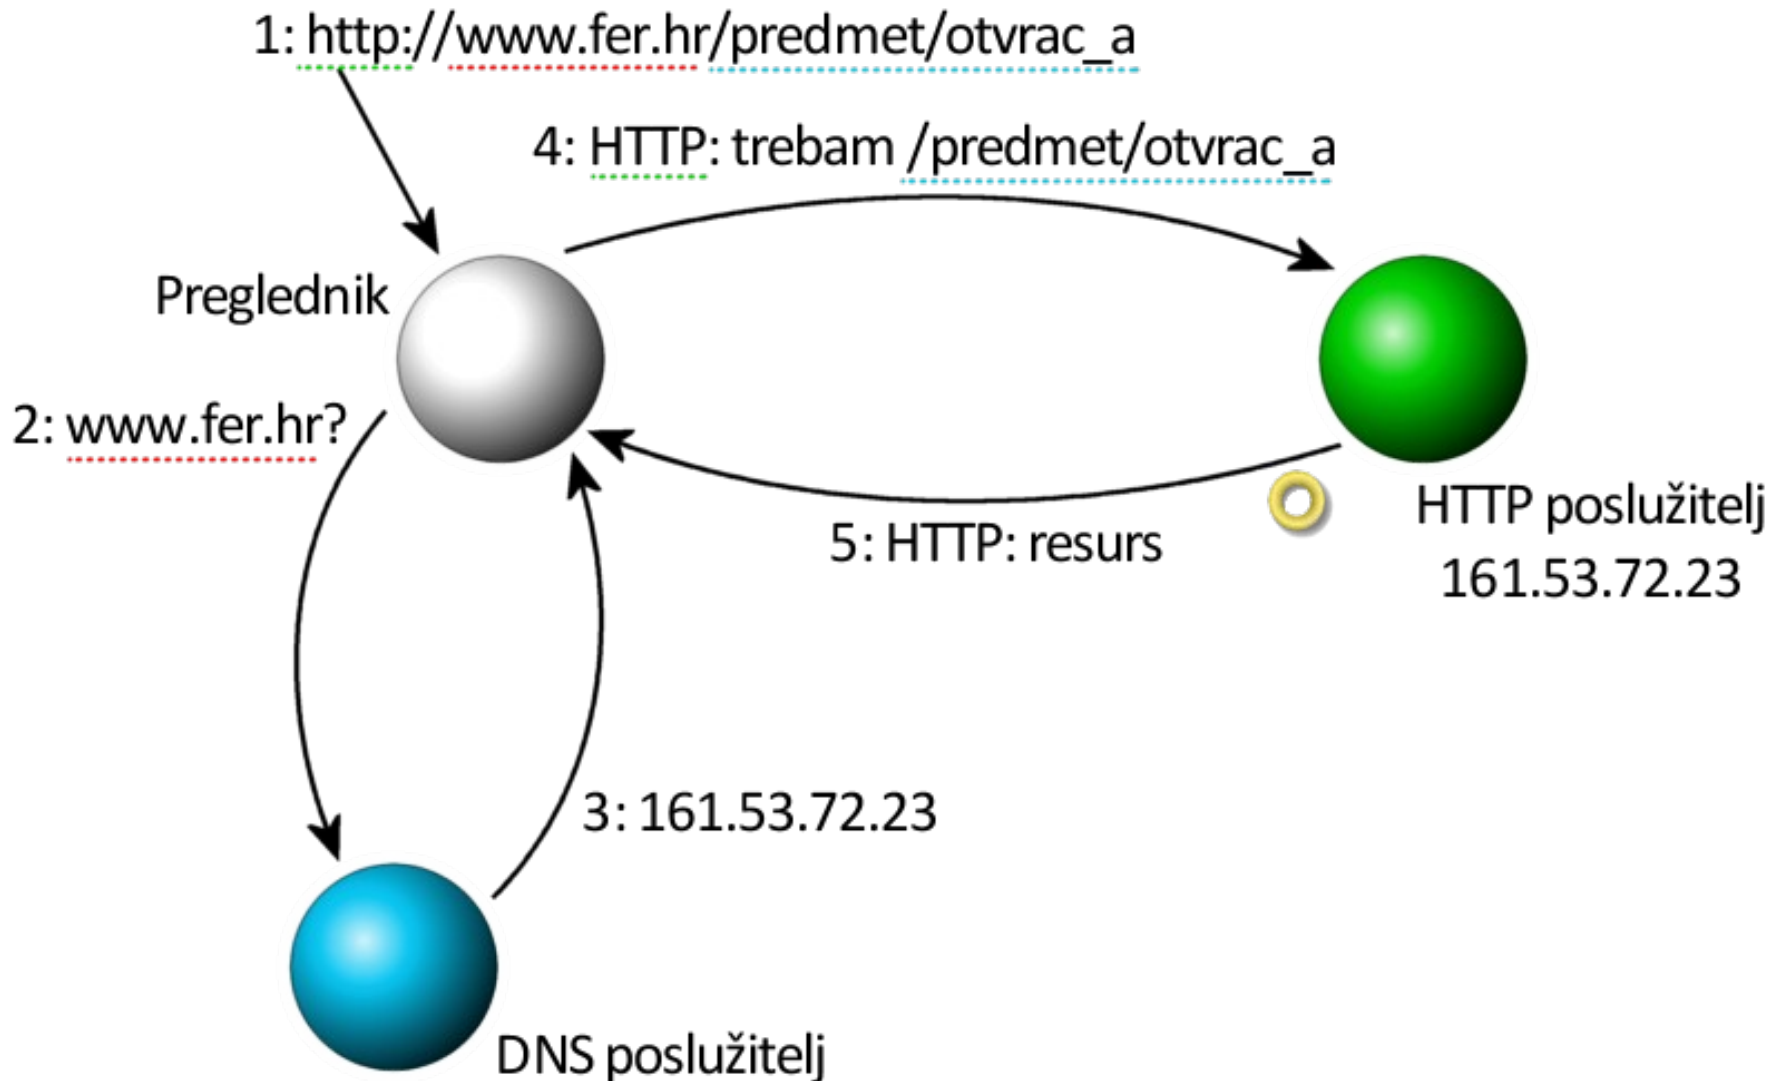 1: http://www.fer.hr/predmet/otvrac_a
4: HTTP: trebam /predmet/otvrac_a
Preglednik
2: www.fer.hr?
HTTP poslužitelj
161.53.72.23
5: HTTP: resurs
3: 161.53.72.23
DNS poslužitelj